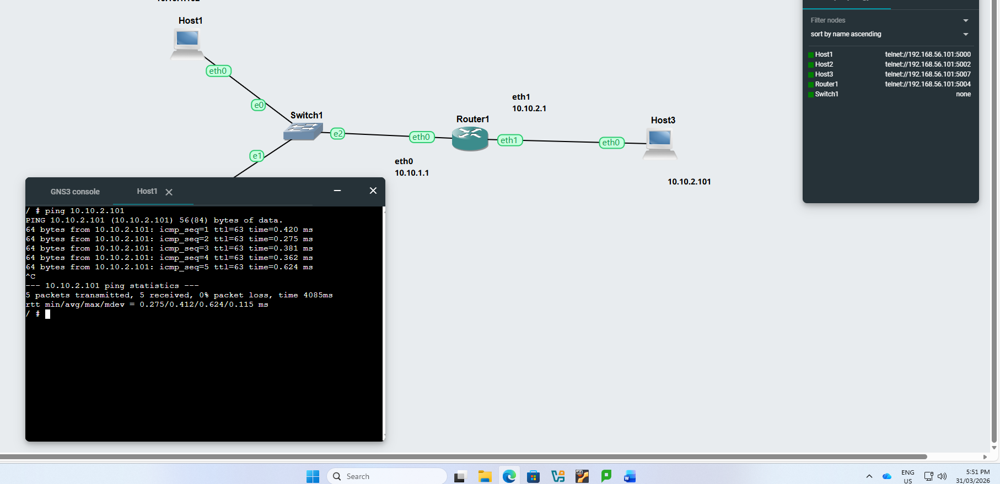 Host1
eth0
e0
Switch1
e2
e1
eth0
eth0
10.10.1.1
Router1
eth1
10.10.2.1
eth1
eth0
Host3
10.10.2.101
Filter nodes
sort by name ascending
Host1 telnet://192.168.56.101:5000
Host2 telnet://192.168.56.101:5002
Host3 telnet://192.168.56.101:5007
Router1 telnet://192.168.56.101:5004
Switch1 none
GNS3 console Host1
/ # ping 10.10.2.101
PING 10.10.2.101 (10.10.2.101) 56(84) bytes of data.
64 bytes from 10.10.2.101: icmp_seq=1 ttl=63 time=0.420 ms
64 bytes from 10.10.2.101: icmp_seq=2 ttl=63 time=0.275 ms
64 bytes from 10.10.2.101: icmp_seq=3 ttl=63 time=0.381 ms
64 bytes from 10.10.2.101: icmp_seq=4 ttl=63 time=0.362 ms
64 bytes from 10.10.2.101: icmp_seq=5 ttl=63 time=0.624 ms
^C
--- 10.10.2.101 ping statistics ---
5 packets transmitted, 5 received, 0% packet loss, time 4085ms
rtt min/avg/max/mdev = 0.275/0.412/0.624/0.115 ms
/ #
Search
ENG
US
5:51 PM
31/03/2026